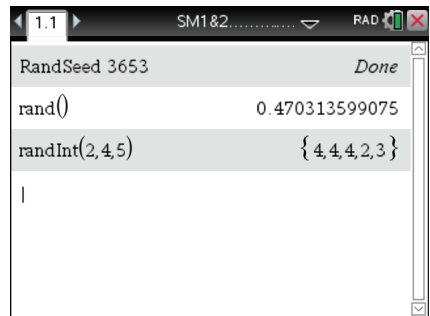 1.1 SM1&2............ RAD
RandSeed 3653 Done
rand() 0.470313599075
randInt(2,4,5) {4,4,4,2,3}